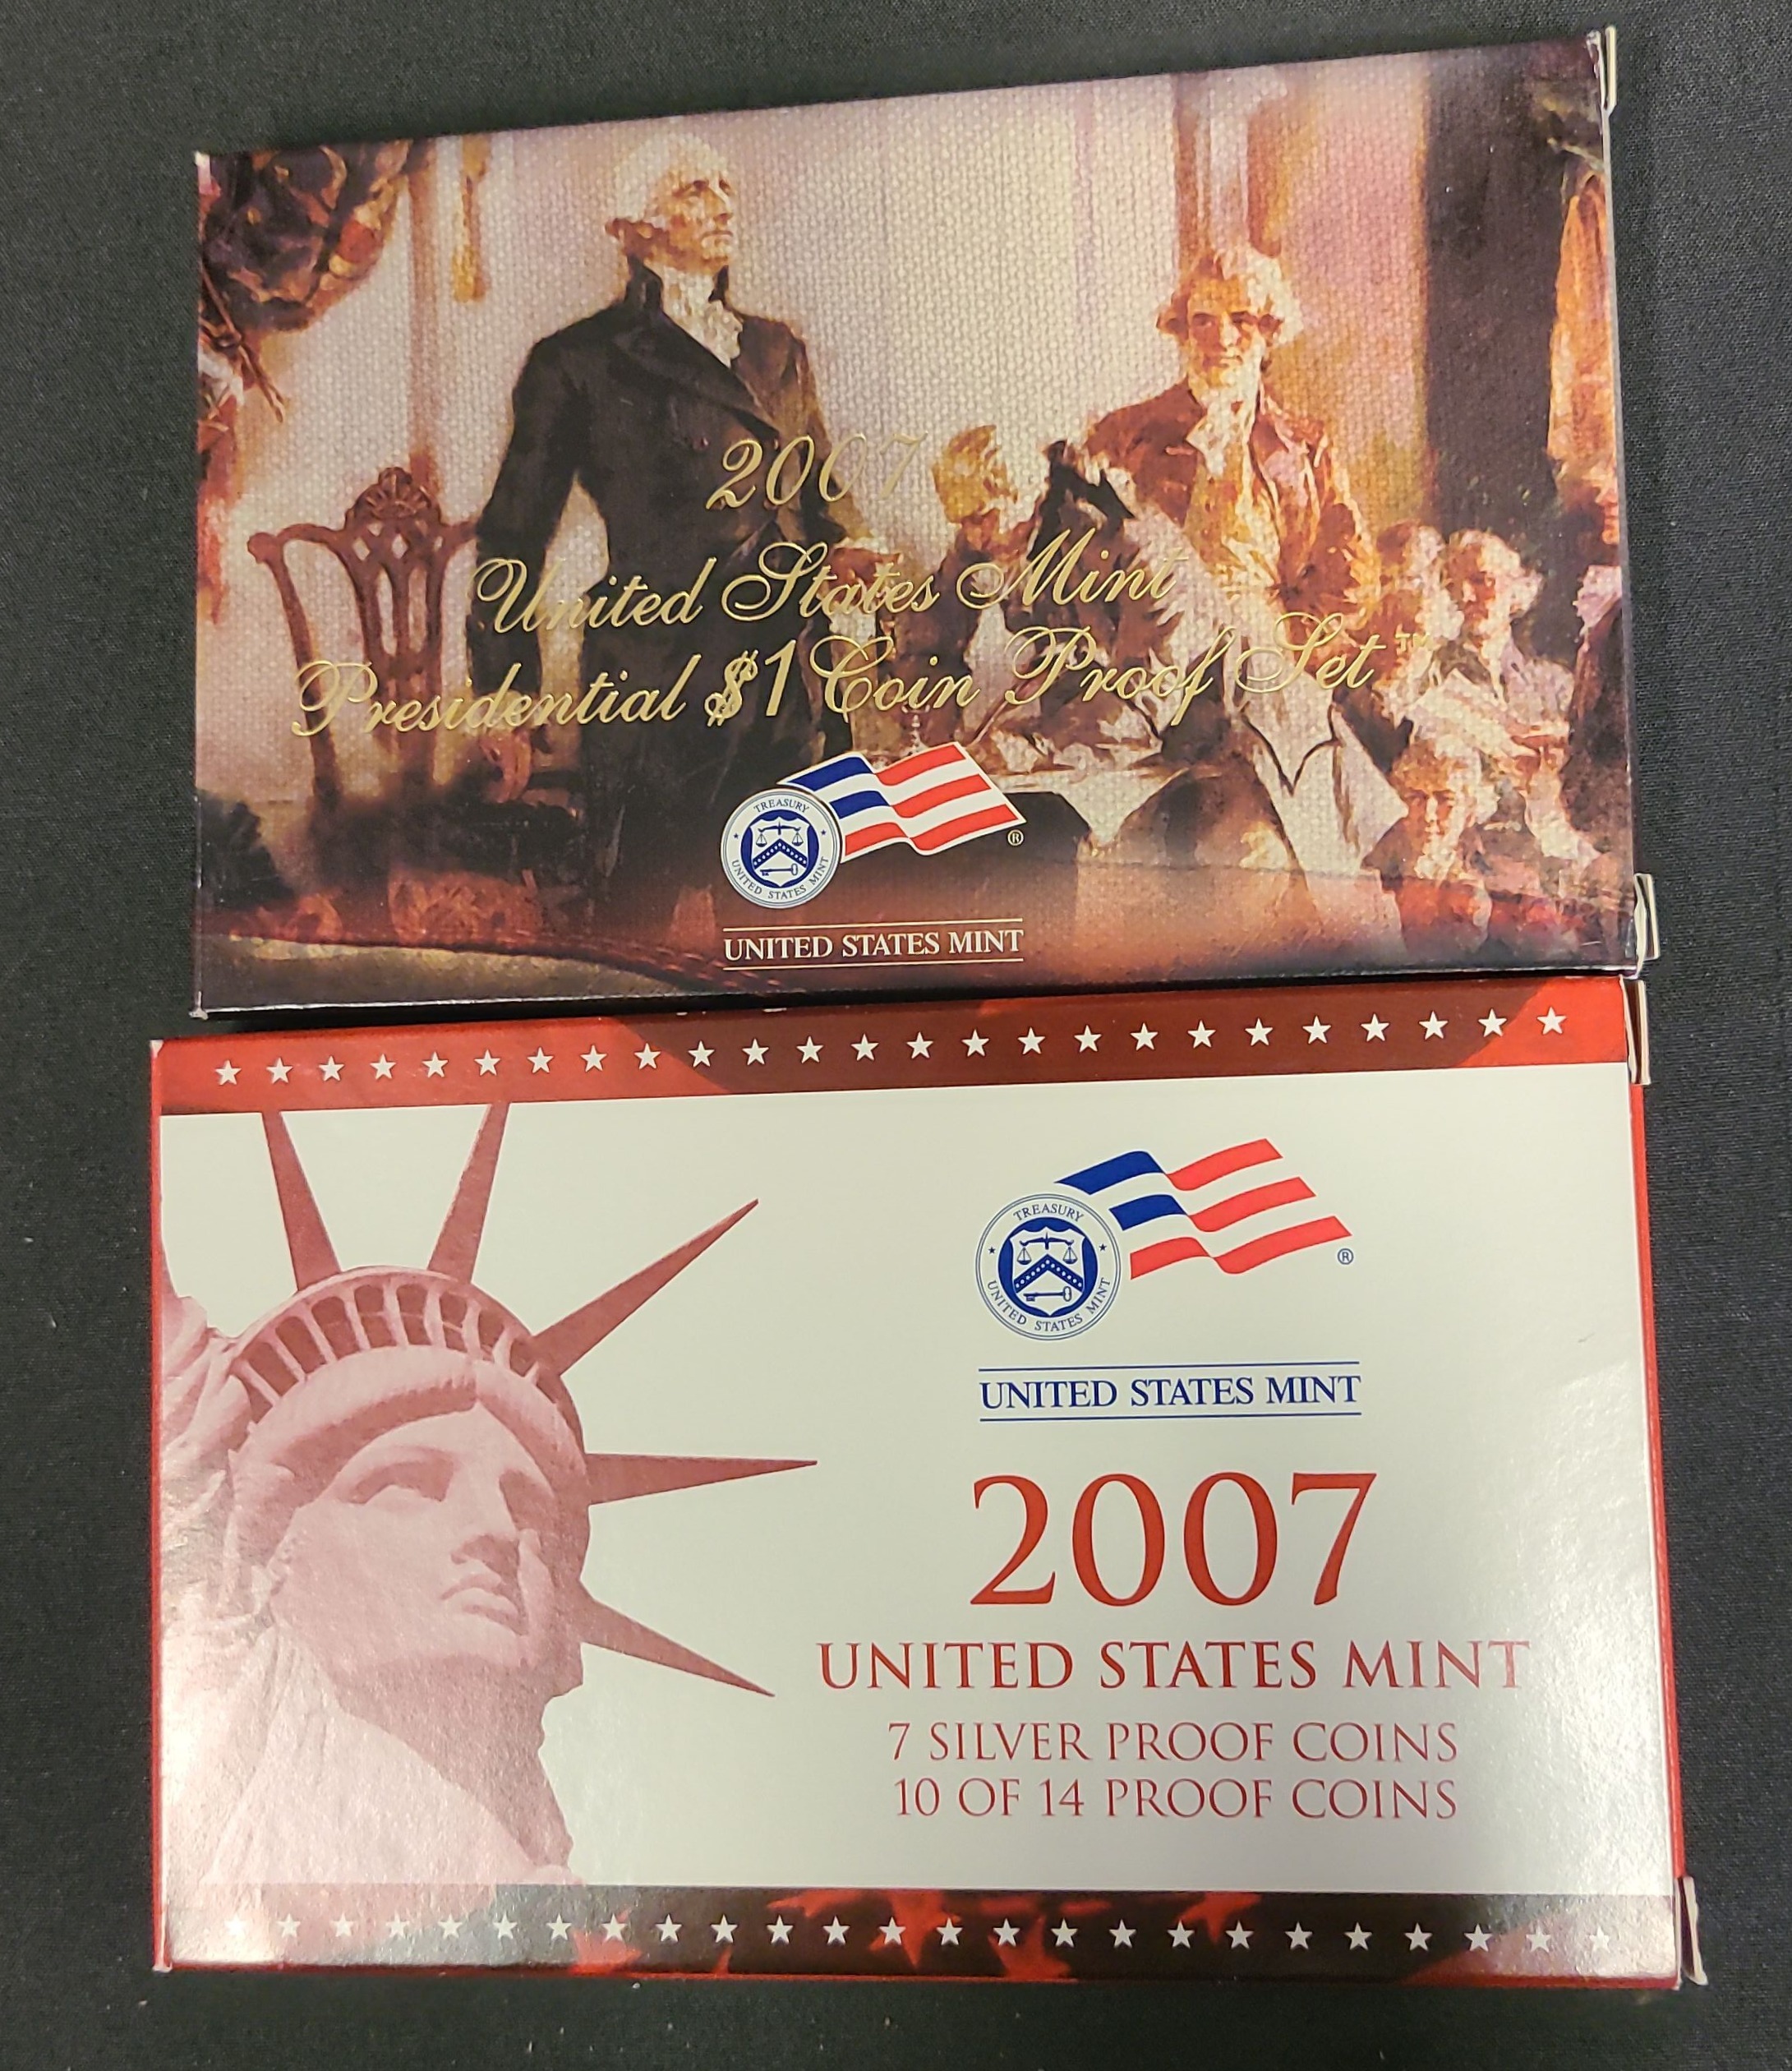 2007
United States Mint
Presidential $1 Coin Proof Set™
TREASURY
UNITED STATES MINT
®
UNITED STATES MINT
TREASURY
UNITED STATES MINT
®
UNITED STATES MINT
2007
UNITED STATES MINT
7 SILVER PROOF COINS
10 OF 14 PROOF COINS